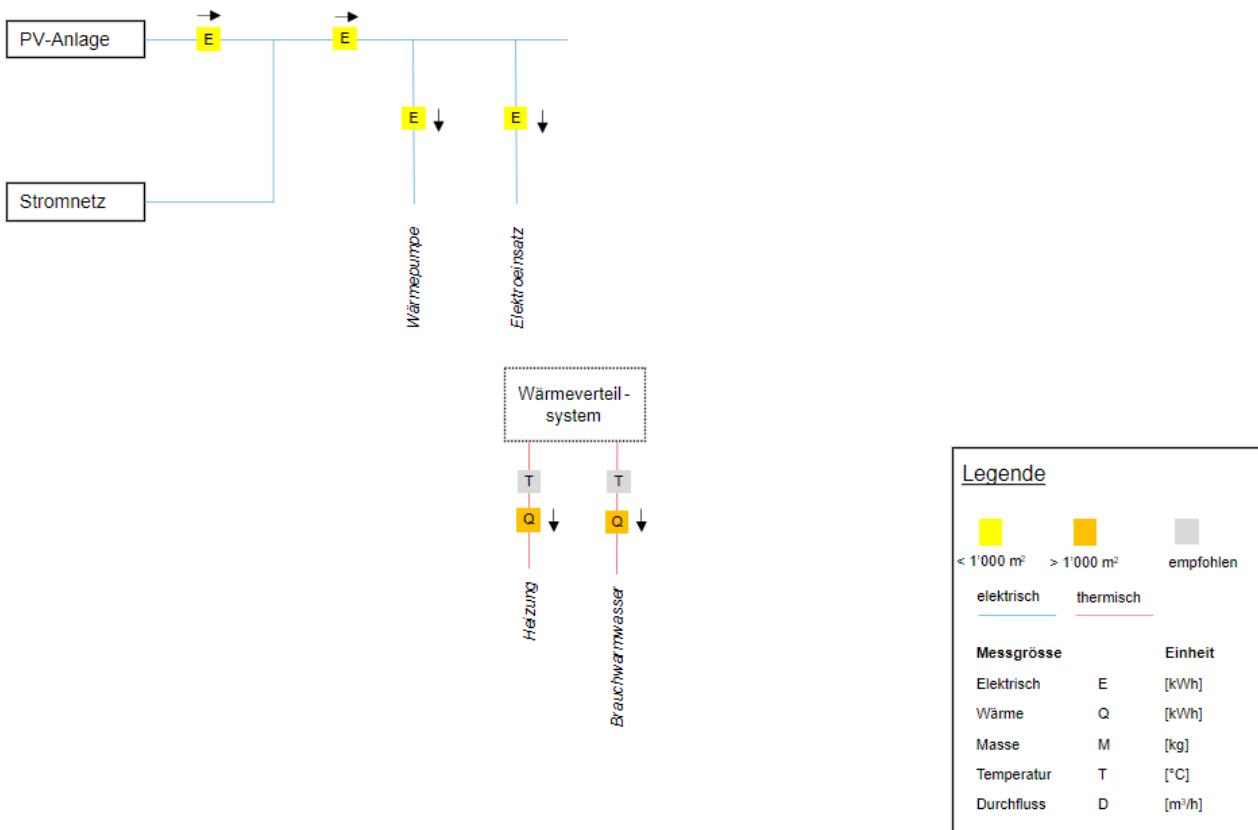 PV-Anlage
E
E
E
E
Stromnetz
Wärmepumpe
Elektroeinsatz
Wärmeverteil-
system
T
T
Q
Q
Heizung
Brauchwarmwasser
Legende
< 1'000 m²
> 1'000 m²
empfohlen
elektrisch
thermisch
Messgrösse Einheit
Elektrisch E [kWh]
Wärme Q [kWh]
Masse M [kg]
Temperatur T [°C]
Durchfluss D [m³/h]